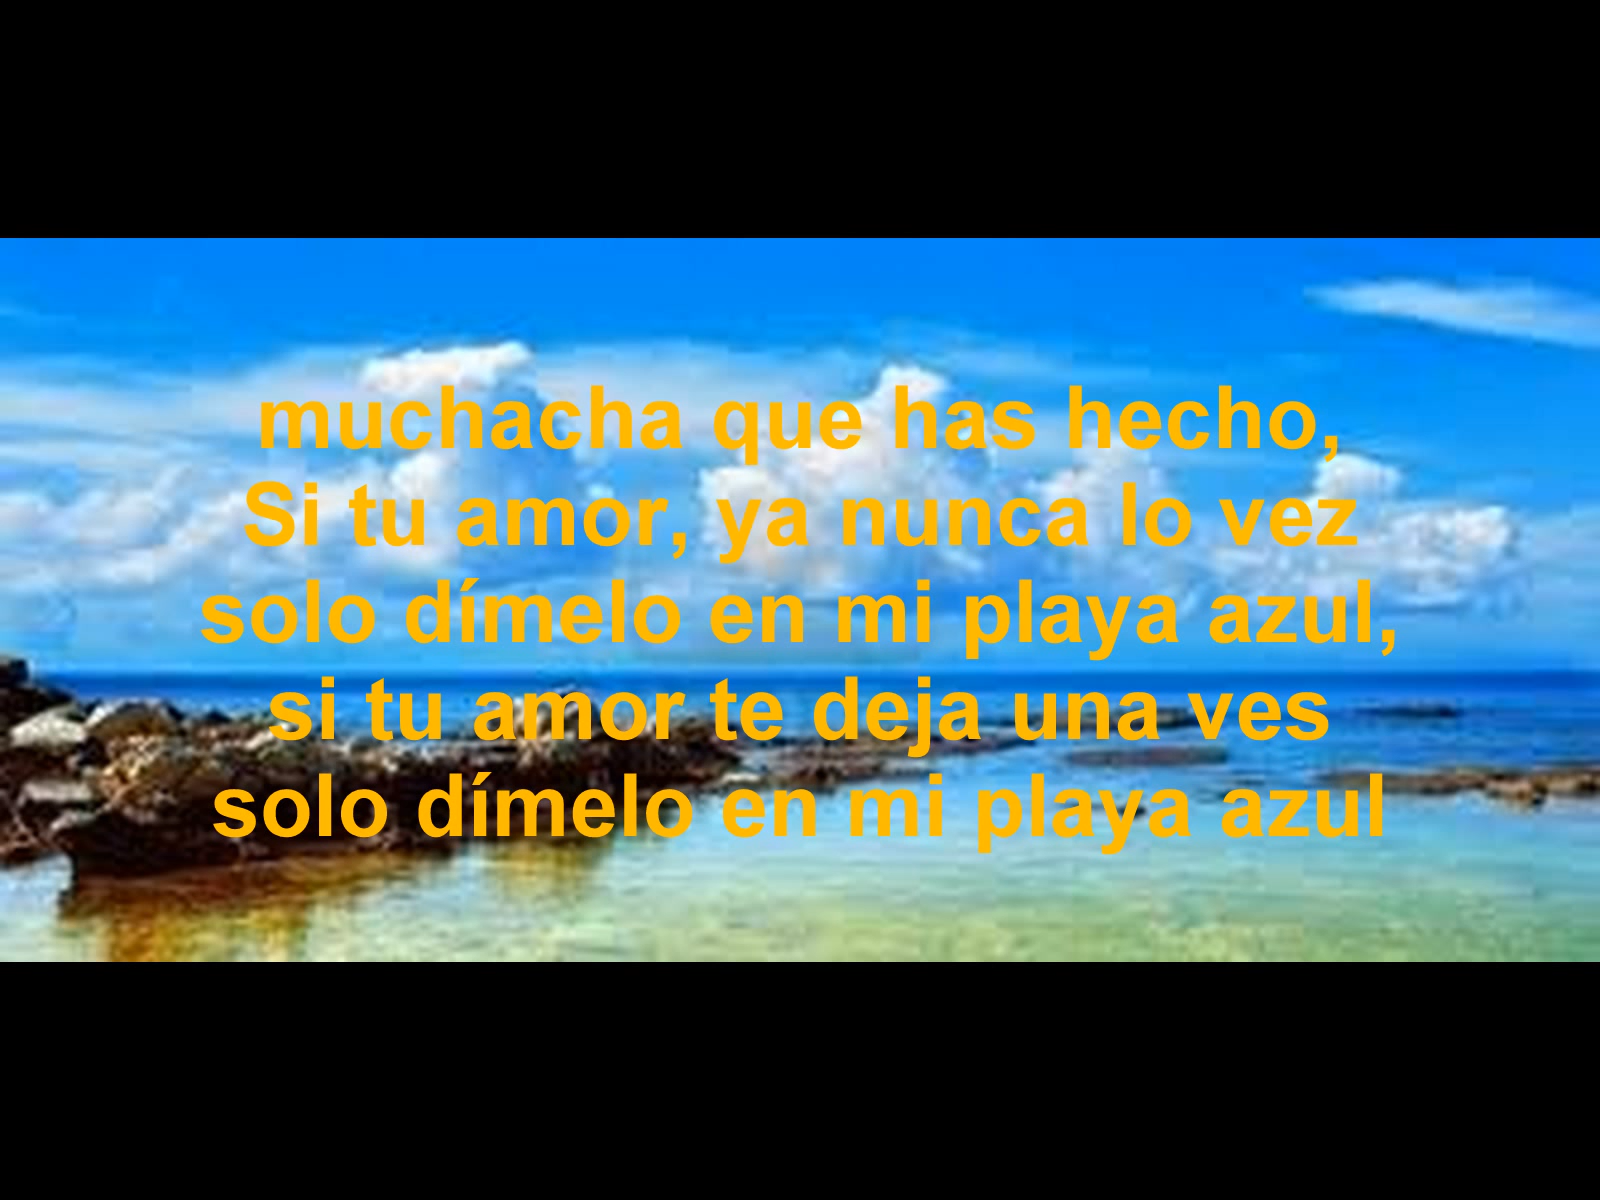 muchacha que has hecho,
Si tu amor, ya nunca lo vez
solo dímelo en mi playa azul,
si tu amor te deja una ves
solo dímelo en mi playa azul